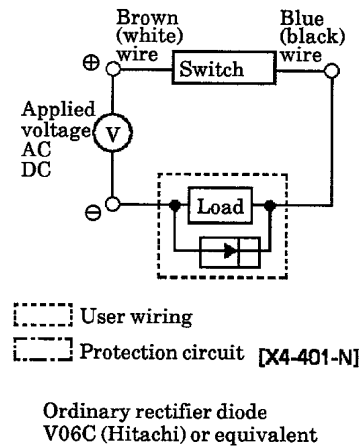 Brown
(white)
wire
Blue
(black)
wire
⊕
Switch
Applied
voltage
AC
DC
V
⊖
Load
User wiring
Protection circuit [X4-401-N]
Ordinary rectifier diode
V06C (Hitachi) or equivalent